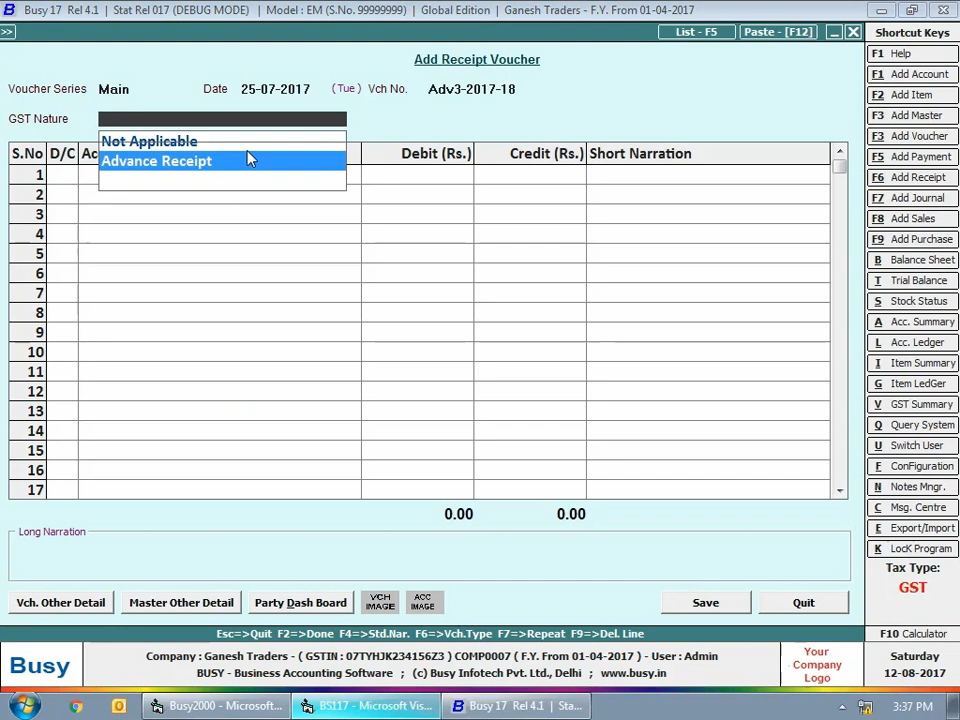 Busy 17 Rel 4.1 | Stat Rel 017 (DEBUG MODE) | Model : EM (S.No. 99999999) | Global Edition | Ganesh Traders - F.Y. From 01-04-2017
>>
List - F5
Paste - [F12]
Add Receipt Voucher
Voucher Series Main Date 25-07-2017 (Tue) Vch No. Adv3-2017-18
GST Nature
Not Applicable
Advance Receipt
S.No D/C Ac Debit (Rs.) Credit (Rs.) Short Narration
1
2
3
4
5
6
7
8
9
10
11
12
13
14
15
16
17
0.00 0.00
Long Narration
Vch. Other Detail
Master Other Detail
Party Dash Board
VCH IMAGE
ACC IMAGE
Save
Quit
Esc=>Quit F2=>Done F4=>Std.Nar. F6=>Vch.Type F7=>Repeat F9=>Del. Line
Shortcut Keys
F1 Help
F1 Add Account
F2 Add Item
F3 Add Master
F3 Add Voucher
F5 Add Payment
F6 Add Receipt
F7 Add Journal
F8 Add Sales
F9 Add Purchase
B Balance Sheet
T Trial Balance
S Stock Status
A Acc. Summary
L Acc. Ledger
I Item Summary
G Item LedGer
V GST Summary
Q Query System
U Switch User
F ConFiguration
N Notes Mngr.
C Msg. Centre
E Export/Import
K LocK Program
Tax Type:
GST
F10 Calculator
Busy
Company : Ganesh Traders - ( GSTIN : 07TYHJK234156Z3 ) COMP0007 ( F.Y. From 01-04-2017 ) - User : Admin
BUSY - Business Accounting Software ; (c) Busy Infotech Pvt. Ltd., Delhi ; www.busy.in
Your
Company
Logo
Saturday
12-08-2017
Busy2000 - Microsoft...
BS117 - Microsoft Vis...
Busy 17 Rel 4.1 | Sta...
3:37 PM